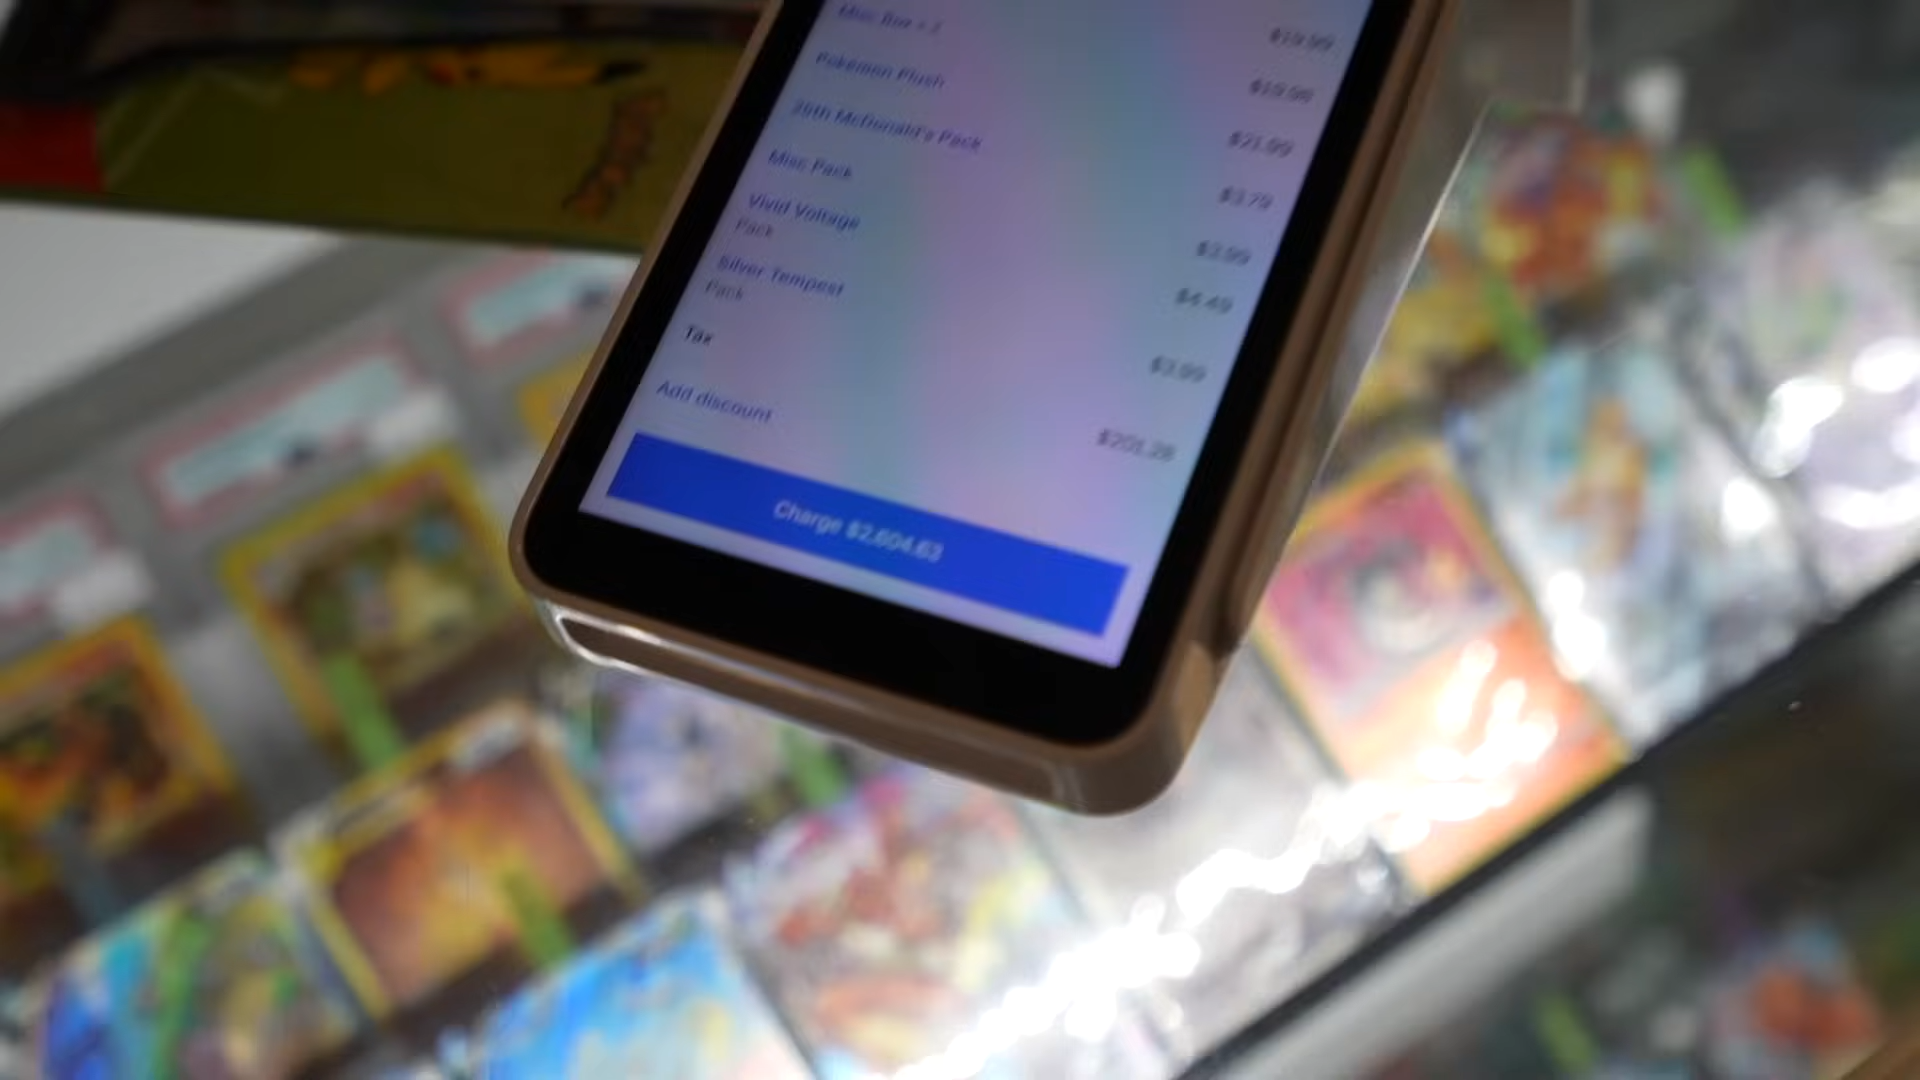 Misc Box × 2
$19.99
Pokemon Plush
$19.98
25th McDonald's Pack
$21.99
Misc Pack
$3.79
Vivid Voltage
Pack
$3.99
Silver Tempest
Pack
$4.49
Tax
$3.99
Add discount
$201.28
Charge $2,604.63